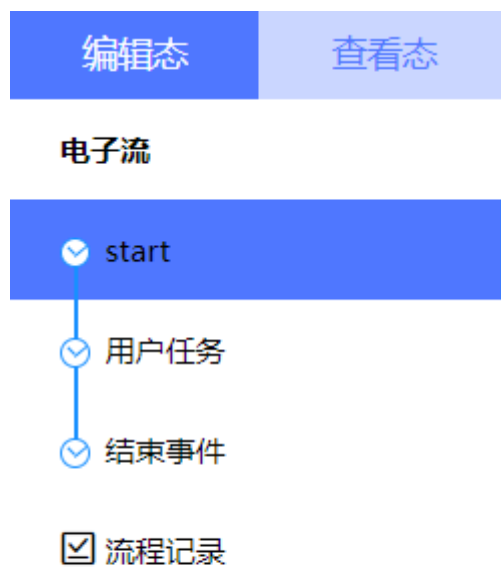 编辑态 查看态
电子流
start
用户任务
结束事件
流程记录